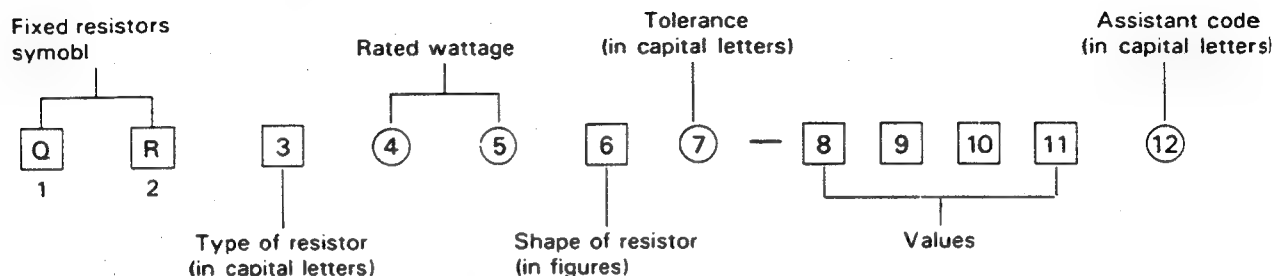 Fixed resistors
symobl
Rated wattage
Tolerance
(in capital letters)
Assistant code
(in capital letters)
Q R 3 4 5 6 7 — 8 9 10 11 12
1 2
Type of resistor
(in capital letters)
Shape of resistor
(in figures)
Values